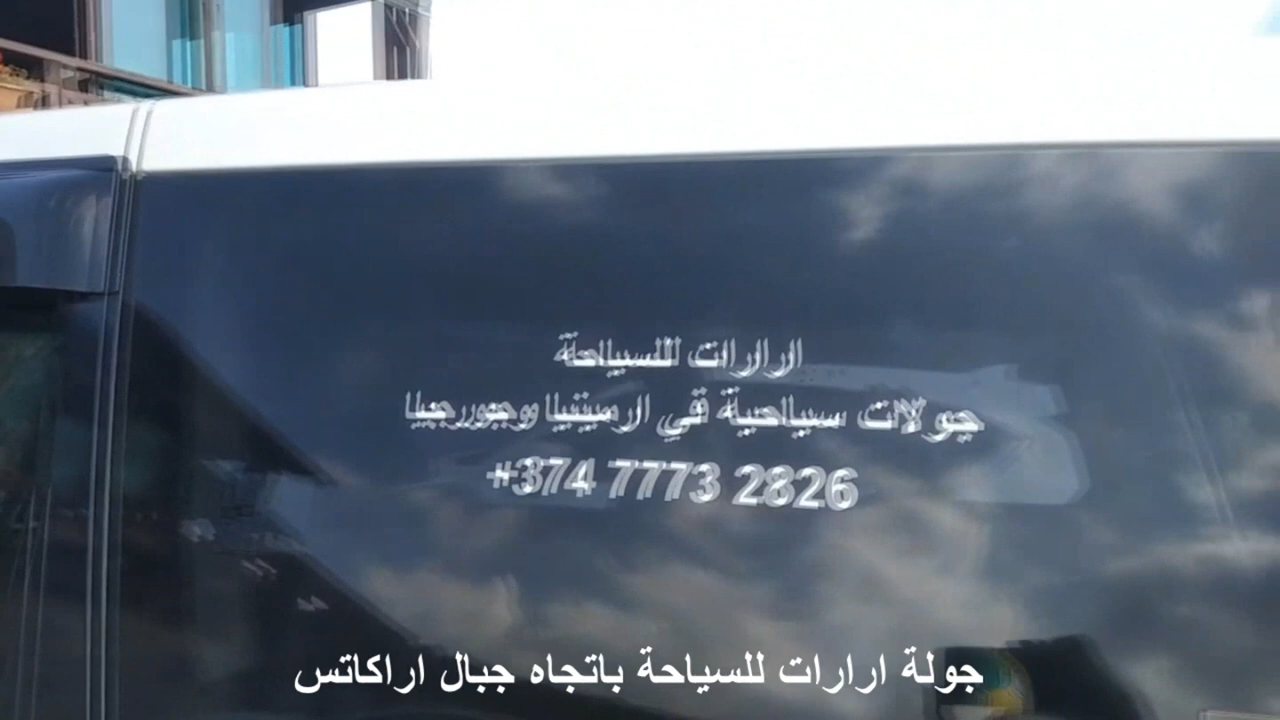 ارارات للسياحة
جولات سياحية في ارمينيا وجورجيا
+374 7773 2826
جولة ارارات للسياحة باتجاه جبال اراكاتس